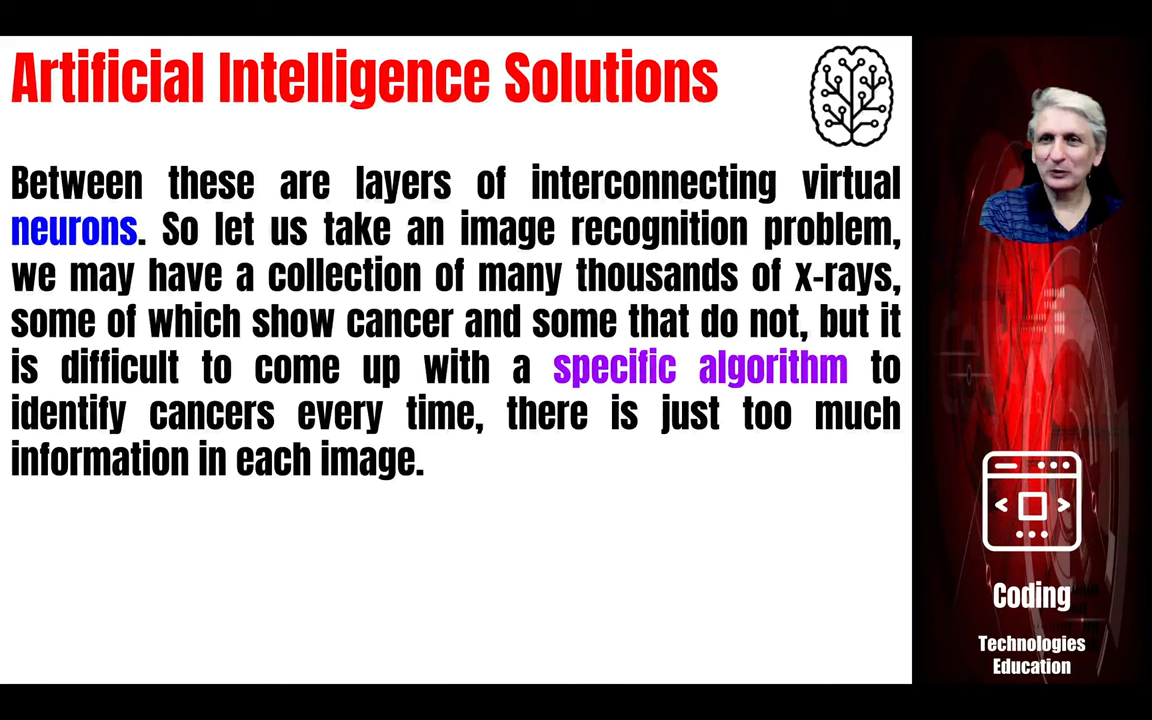 Artificial Intelligence Solutions
Between these are layers of interconnecting virtual
neurons. So let us take an image recognition problem,
we may have a collection of many thousands of x-rays,
some of which show cancer and some that do not, but it
is difficult to come up with a specific algorithm to
identify cancers every time, there is just too much
information in each image.
Coding
Technologies
Education